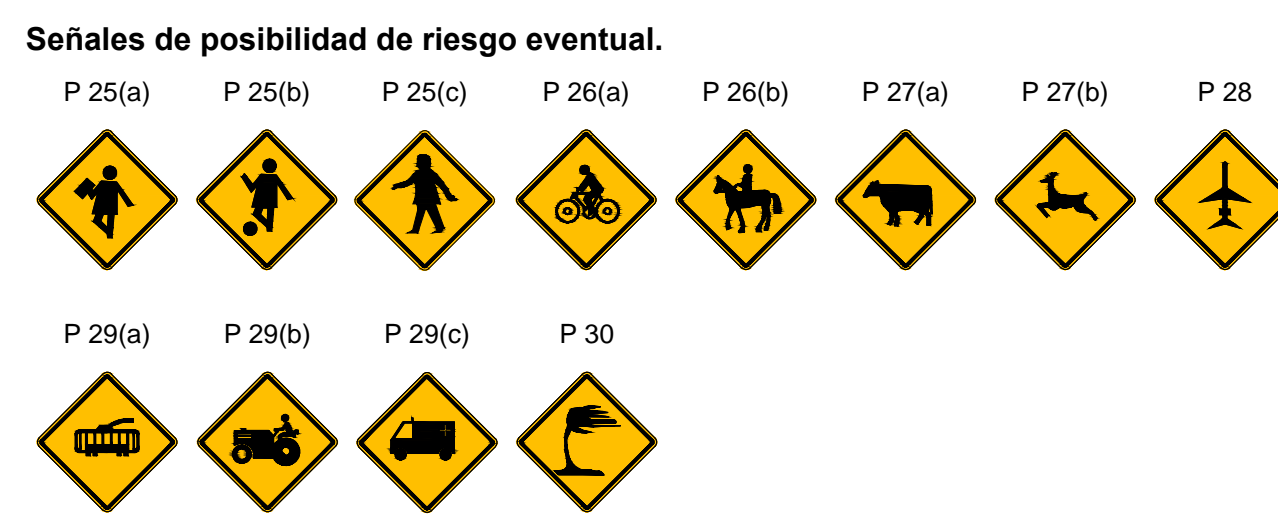 Señales de posibilidad de riesgo eventual.
P 25(a) P 25(b) P 25(c) P 26(a) P 26(b) P 27(a) P 27(b) P 28
P 29(a) P 29(b) P 29(c) P 30